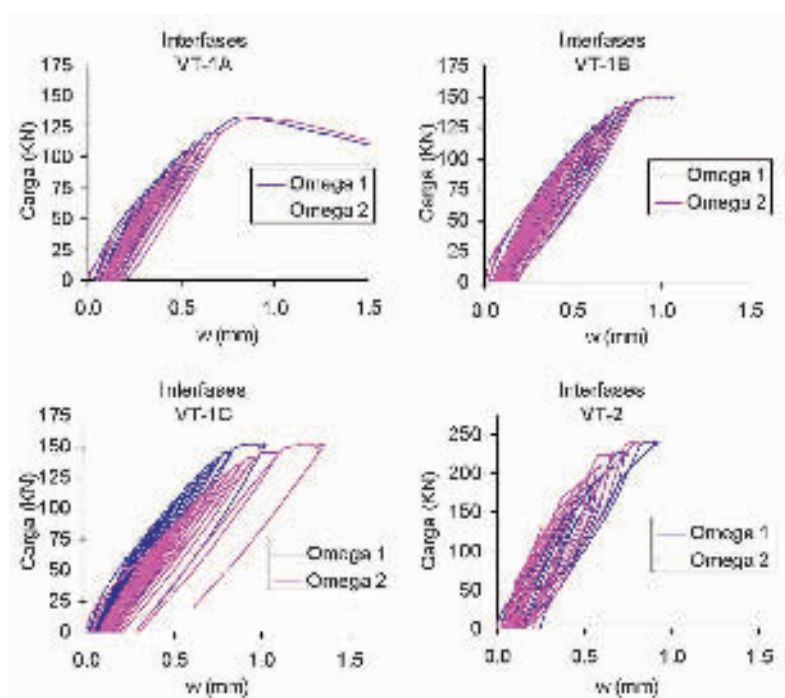 Interfases
VT-1A
Carga (KN)
175
150
125
100
75
50
25
0
Omega 1
Omega 2
0.0 0.5 1.0 1.5
w (mm)
Interfases
VT-1B
Carga (KN)
175
150
125
100
75
50
25
0
Omega 1
Omega 2
0.0 0.5 1.0 1.5
w (mm)
Interfases
VT-1C
Carga (KN)
175
150
125
100
75
50
25
0
Omega 1
Omega 2
0.0 0.5 1.0 1.5
w (mm)
Interfases
VT-2
Carga (KN)
250
200
150
100
50
0
Omega 1
Omega 2
0.0 0.5 1.0 1.5
w (mm)